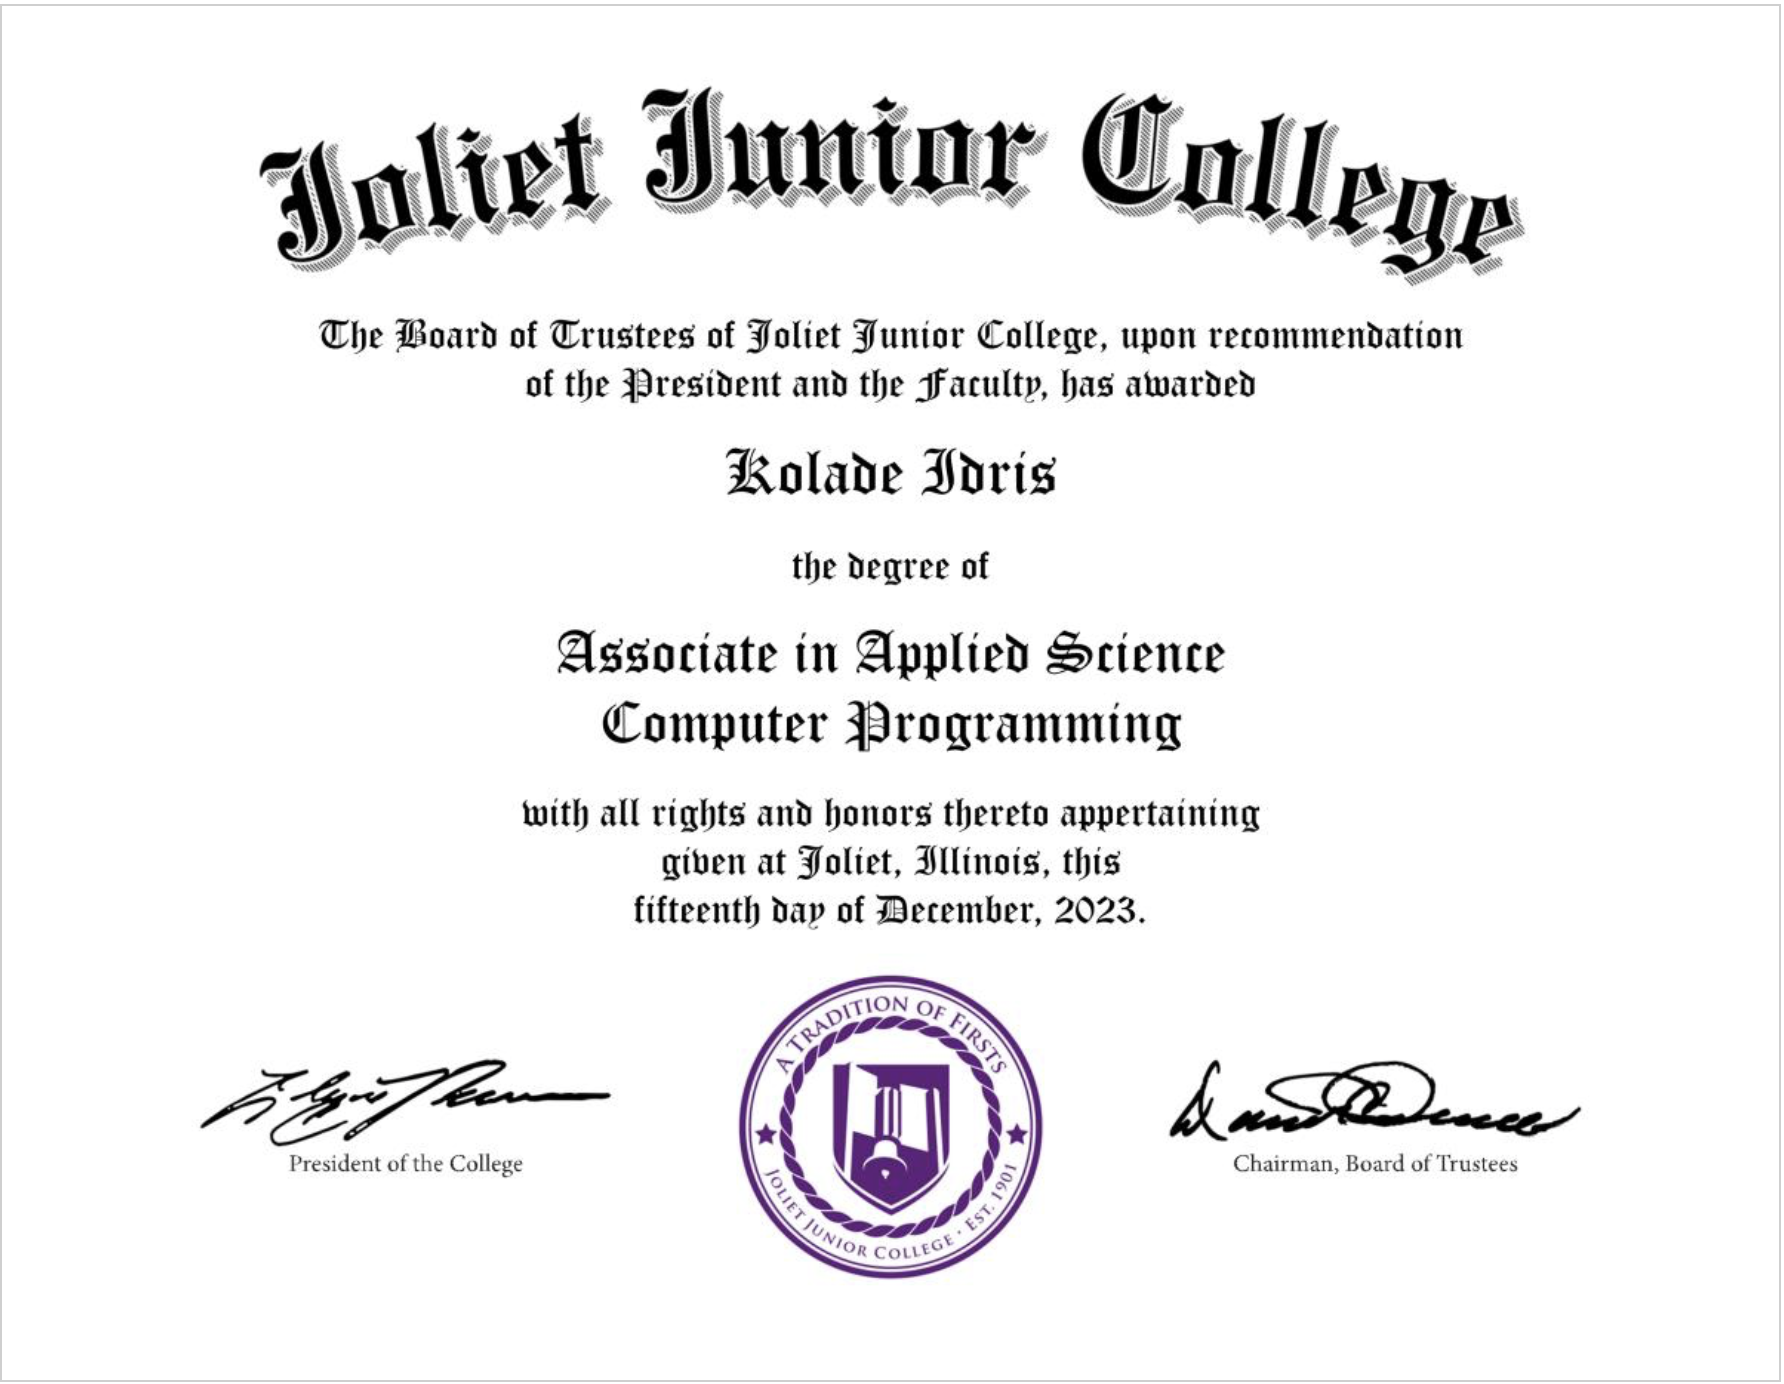 Joliet Junior College
The Board of Trustees of Joliet Junior College, upon recommendation
of the President and the Faculty, has awarded
Kolade Idris
the degree of
Associate in Applied Science
Computer Programming
with all rights and honors thereto appertaining
given at Joliet, Illinois, this
fifteenth day of December, 2023.
A TRADITION OF FIRSTS
JOLIET JUNIOR COLLEGE · EST. 1901
President of the College
Chairman, Board of Trustees